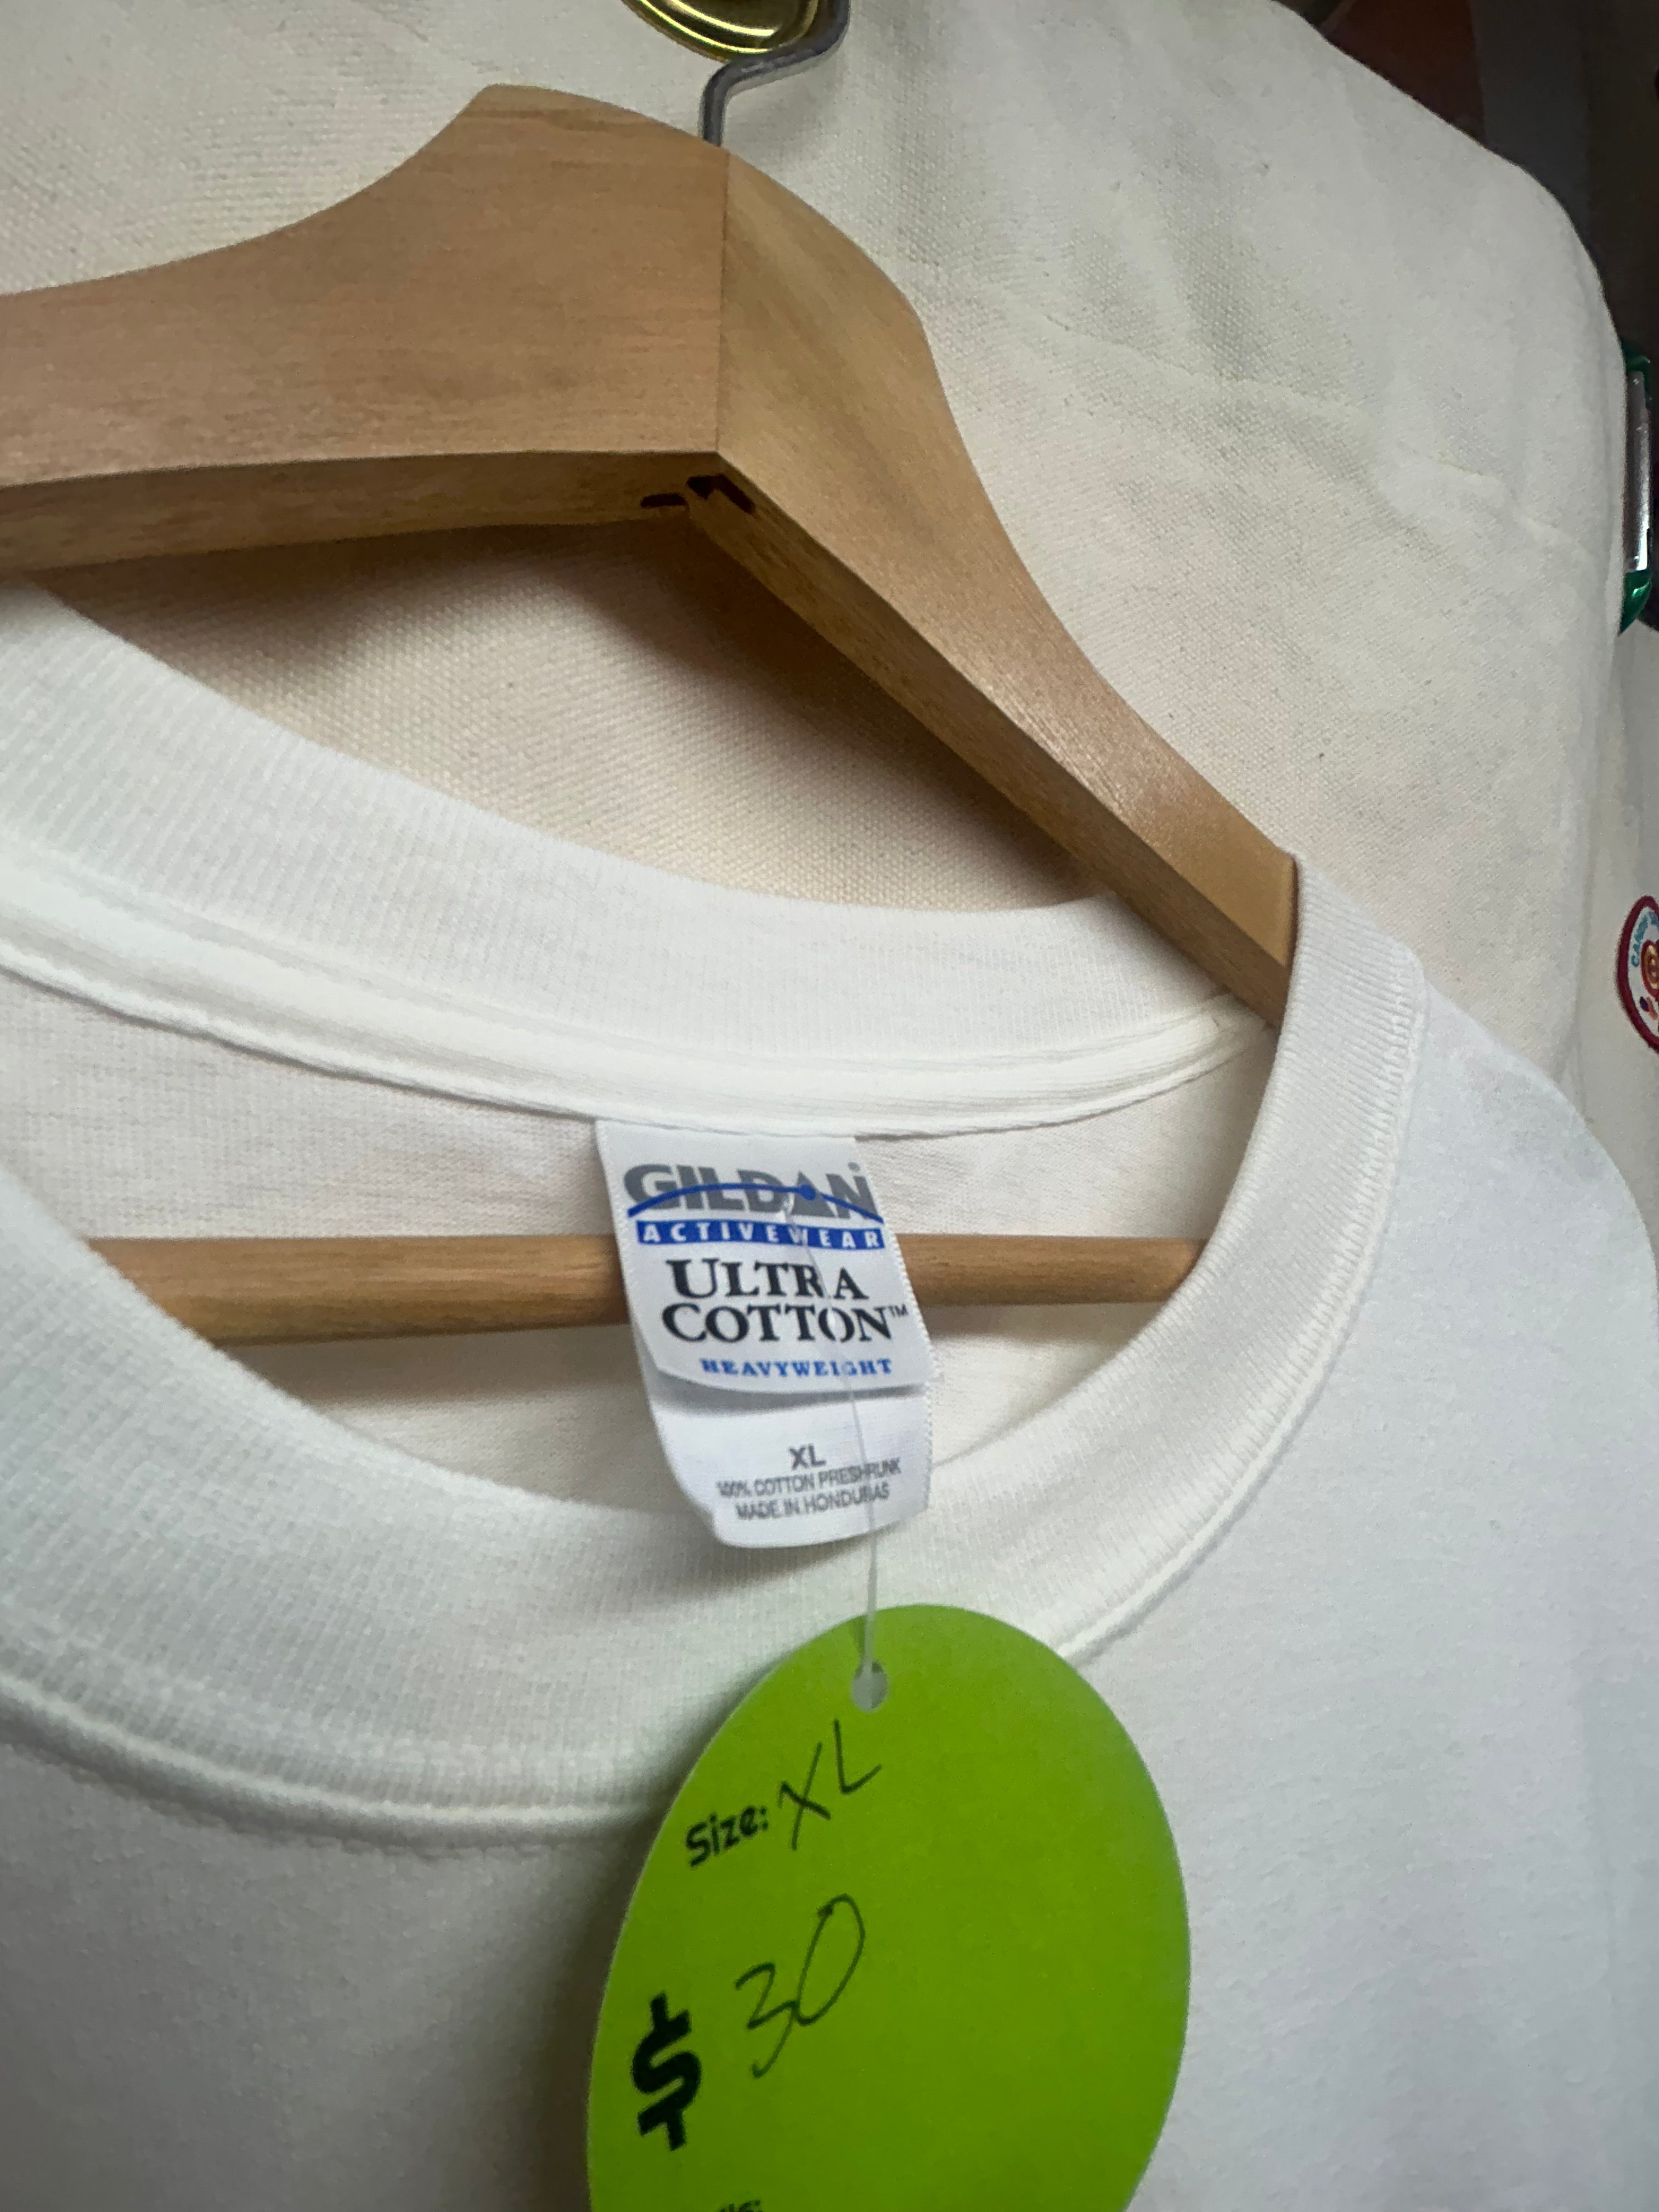 GILDAN
ACTIVEWEAR
ULTRA
COTTON™
HEAVYWEIGHT
XL
100% COTTON PRESHRUNK
MADE IN HONDURAS
Size: XL
$ 30